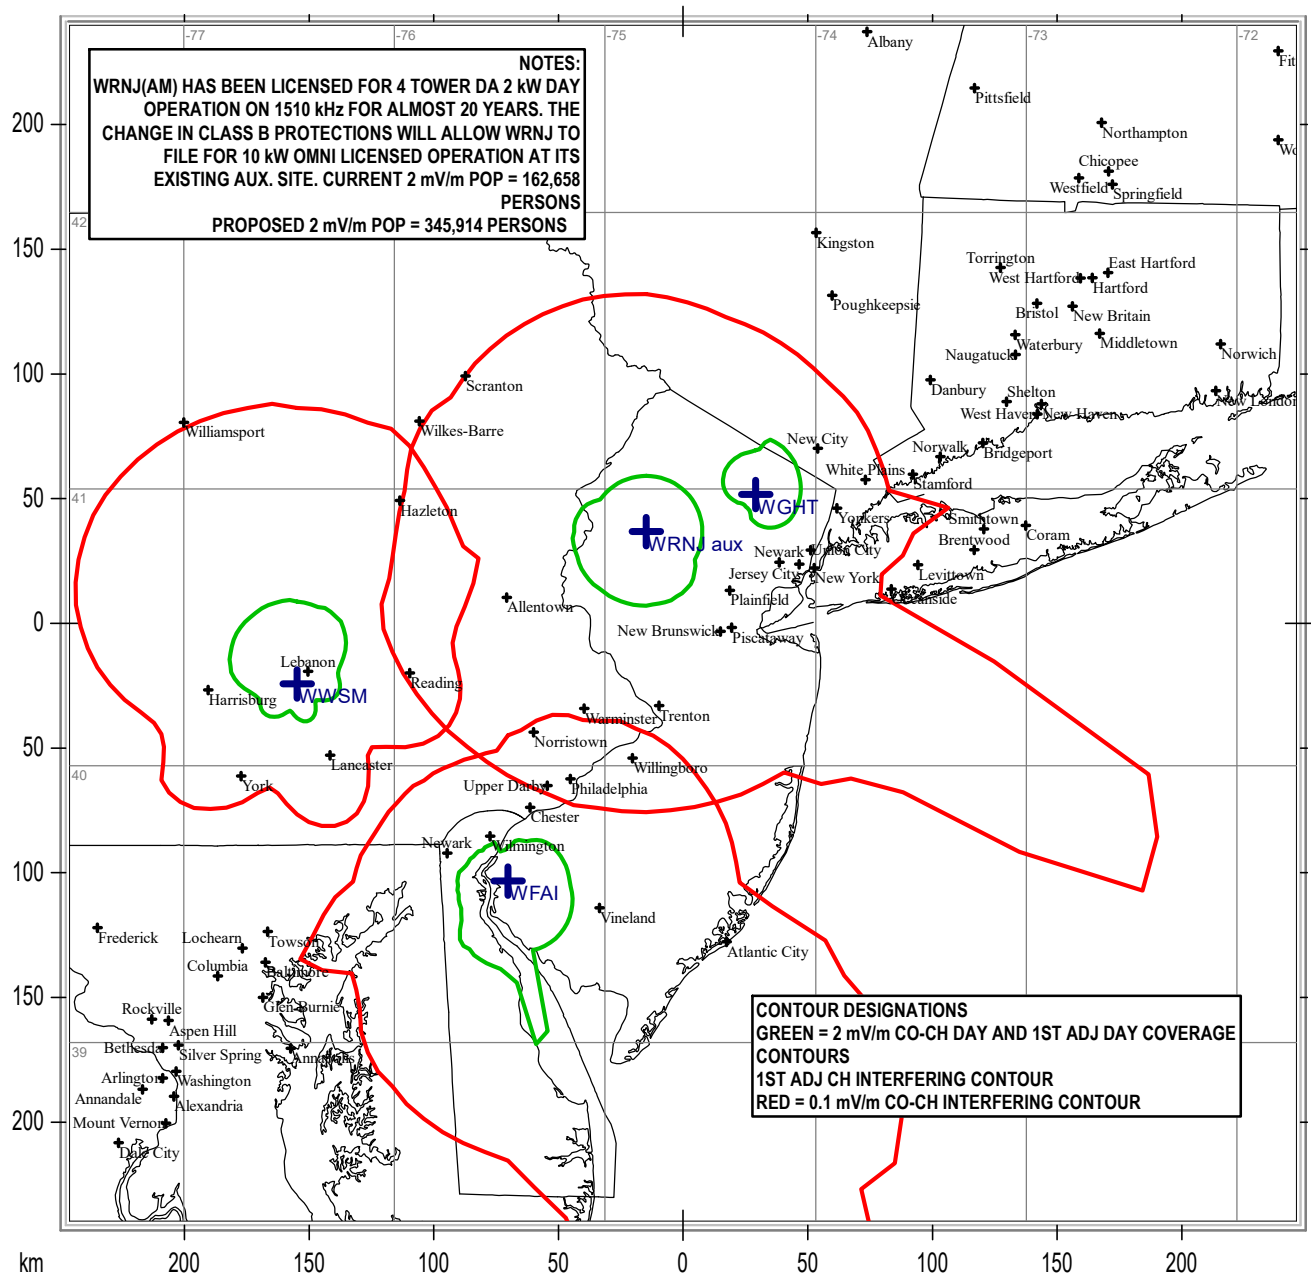 -77
-76
-75
-74
-73
-72
NOTES:
WRNJ(AM) HAS BEEN LICENSED FOR 4 TOWER DA 2 kW DAY
OPERATION ON 1510 kHz FOR ALMOST 20 YEARS. THE
CHANGE IN CLASS B PROTECTIONS WILL ALLOW WRNJ TO
FILE FOR 10 kW OMNI LICENSED OPERATION AT ITS
EXISTING AUX. SITE. CURRENT 2 mV/m POP = 162,658
PERSONS
PROPOSED 2 mV/m POP = 345,914 PERSONS
Albany
Fit
Pittsfield
200
Northampton
Wo
Chicopee
Westfield
Springfield
42
Kingston
150
Torrington
East Hartford
West Hartford
Hartford
Poughkeepsie
Bristol
New Britain
Waterbury
Middletown
Naugatuck
Norwich
100
Scranton
Danbury
Shelton
New London
West Haven
New Haven
Williamsport
Wilkes-Barre
New City
Norwalk
Bridgeport
White Plains
Stamford
50
41
Hazleton
WGHT
Yonkers
Smithtown
Coram
WRNJ aux
Brentwood
Newark
Union City
Jersey City
New York
Levittown
Allentown
Plainfield
Oceanside
0
New Brunswick
Piscataway
Lebanon
WWSM
Harrisburg
Reading
Warminster
Trenton
Norristown
50
Lancaster
Willingboro
40
York
Upper Darby
Philadelphia
Chester
Newark
Wilmington
100
WFAI
Vineland
Frederick
Lochearn
Towson
Atlantic City
Columbia
Baltimore
150
Glen Burnie
Rockville
Aspen Hill
39
Bethesda
Silver Spring
Annapolis
Arlington
Washington
Annandale
Alexandria
200
Mount Vernon
Dale City
CONTOUR DESIGNATIONS
GREEN = 2 mV/m CO-CH DAY AND 1ST ADJ DAY COVERAGE
CONTOURS
1ST ADJ CH INTERFERING CONTOUR
RED = 0.1 mV/m CO-CH INTERFERING CONTOUR
km 200 150 100 50 0 50 100 150 200